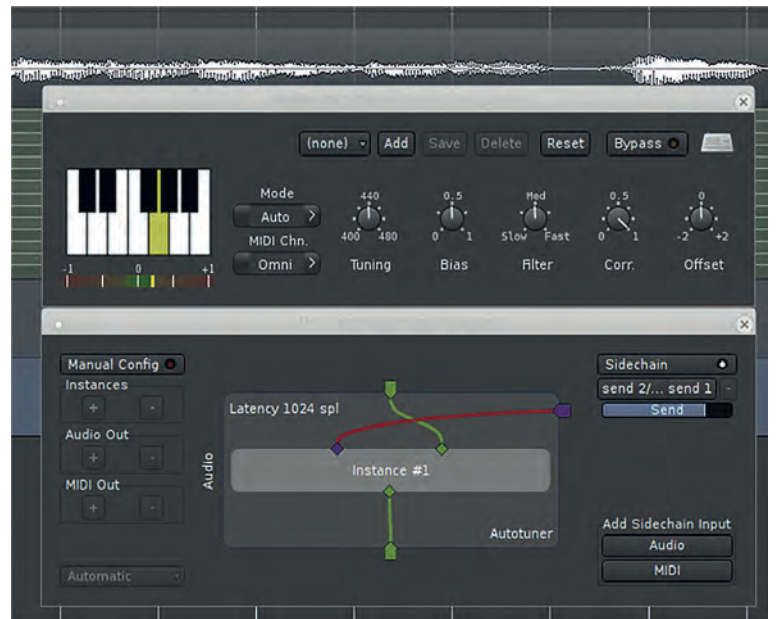 (none) Add Save Delete Reset Bypass
Mode
Auto >
MIDI Chn.
Omni >
-1 0 +1
440
400 480
Tuning
0.5
0 1
Bias
Med
Slow Fast
Filter
0.5
0 1
Corr.
0
-2 +2
Offset
Manual Config
Instances
+ -
Audio Out
+ -
MIDI Out
+ -
Automatic
Audio
Latency 1024 spl
Instance #1
Autotuner
Sidechain
send 2/... send 1 -
Send
Add Sidechain Input
Audio
MIDI